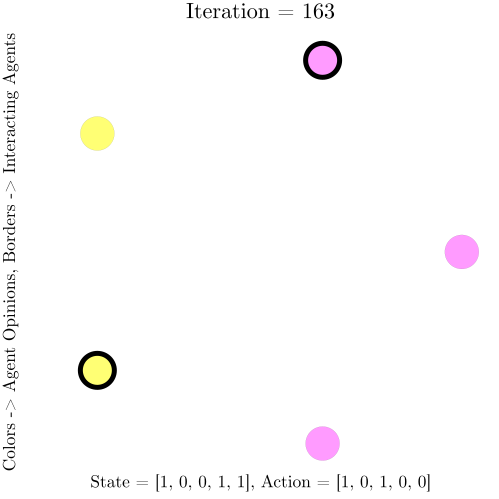 Iteration = 163
Colors -> Agent Opinions, Borders -> Interacting Agents
State = [1, 0, 0, 1, 1], Action = [1, 0, 1, 0, 0]